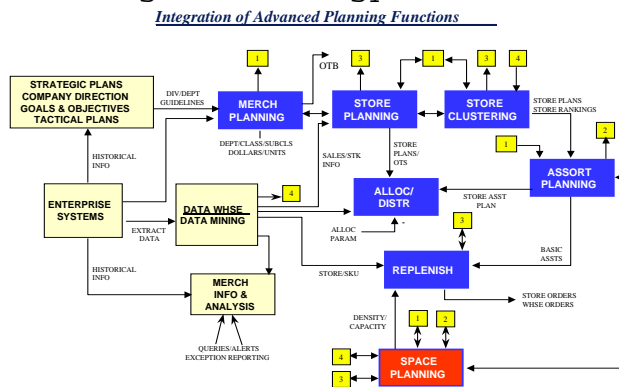 Integration of Advanced Planning Functions
1
3
1
3
4
OTB
STRATEGIC PLANS
COMPANY DIRECTION
GOALS & OBJECTIVES
TACTICAL PLANS
DIV/DEPT
GUIDELINES
MERCH
PLANNING
STORE
PLANNING
STORE
CLUSTERING
STORE PLANS
STORE RANKINGS
2
1
DEPT/CLASS/SUBCLS
DOLLARS/UNITS
SALES/STK
INFO
STORE
PLANS/
OTS
HISTORICAL
INFO
ASSORT
PLANNING
4
ENTERPRISE
SYSTEMS
DATA WHSE
DATA MINING
ALLOC/
DISTR
STORE ASST
PLAN
EXTRACT
DATA
ALLOC
PARAM
3
BASIC
ASSTS
HISTORICAL
INFO
STORE/SKU
REPLENISH
MERCH
INFO &
ANALYSIS
STORE ORDERS
WHSE ORDERS
DENSITY/
CAPACITY
1
2
QUERIES/ALERTS
EXCEPTION REPORTING
4
3
SPACE
PLANNING